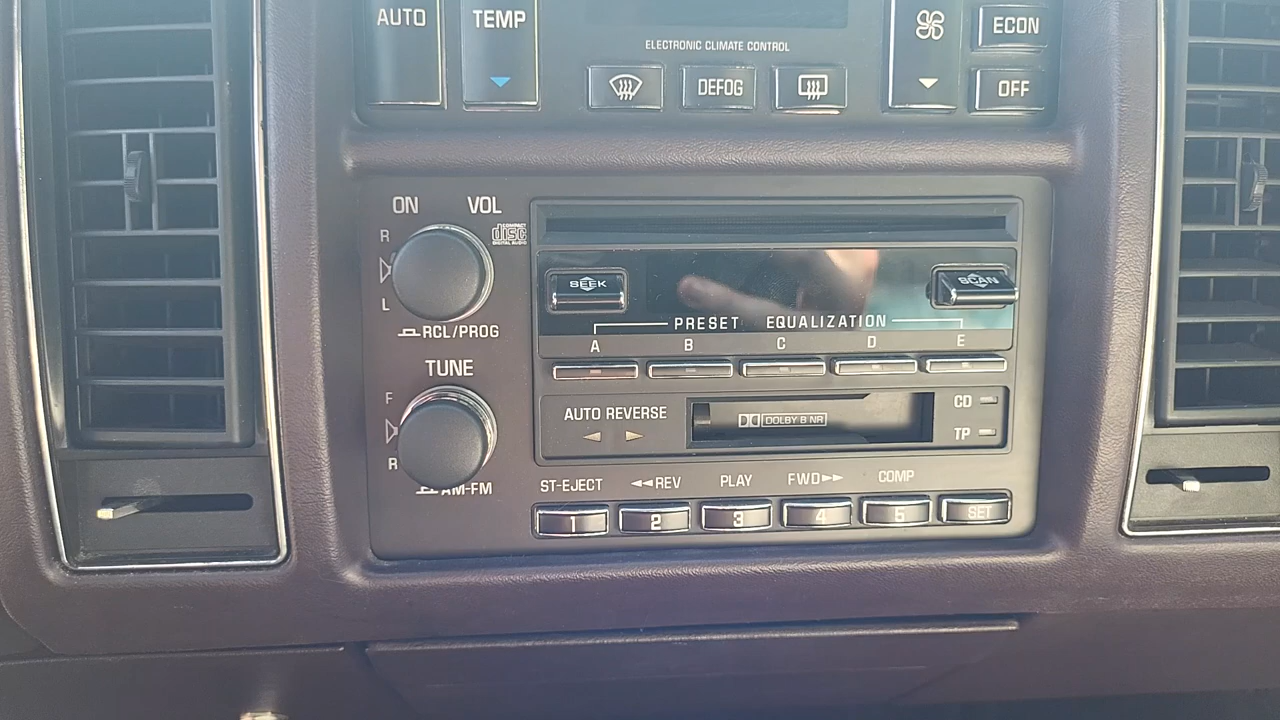 AUTO TEMP ECON
ELECTRONIC CLIMATE CONTROL
DEFOG OFF
ON VOL
R
COMPACT
disc
DIGITAL AUDIO
SEEK SCAN
L
PRESET EQUALIZATION
RCL/PROG
A B C D E
TUNE
F
AUTO REVERSE
CD
DOLBY B NR
TP
R
AM-FM
ST-EJECT ◄◄REV PLAY FWD►► COMP
1 2 3 4 5 SET